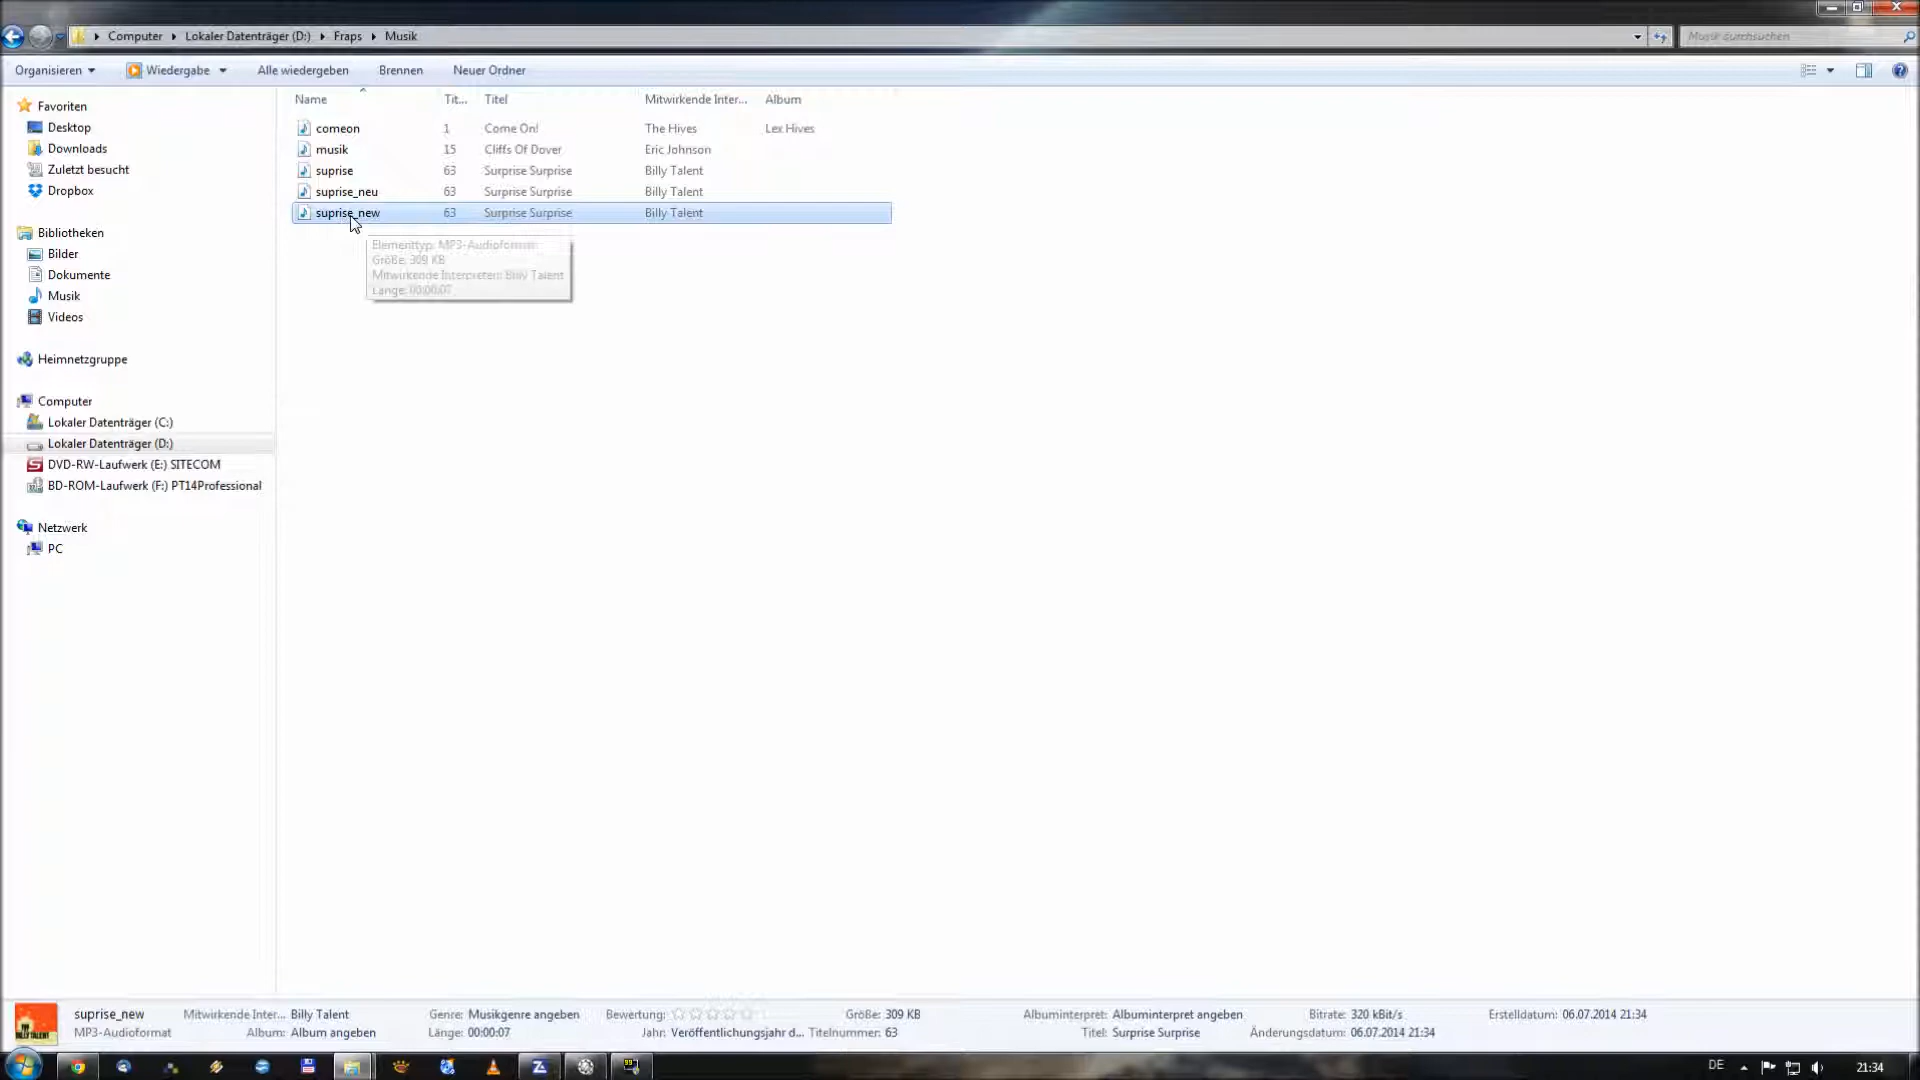 Computer Lokaler Datenträger (D:) Fraps Musik
Musik durchsuchen
Organisieren Wiedergabe Alle wiedergeben Brennen Neuer Ordner
Favoriten
Desktop
Downloads
Zuletzt besucht
Dropbox
Bibliotheken
Bilder
Dokumente
Musik
Videos
Heimnetzgruppe
Computer
Lokaler Datenträger (C:)
Lokaler Datenträger (D:)
DVD-RW-Laufwerk (E:) SITECOM
BD-ROM-Laufwerk (F:) PT14Professional
Netzwerk
PC
Name Tit... Titel Mitwirkende Inter... Album
comeon 1 Come On! The Hives Lex Hives
musik 15 Cliffs Of Dover Eric Johnson
suprise 63 Surprise Surprise Billy Talent
suprise_neu 63 Surprise Surprise Billy Talent
suprise_new 63 Surprise Surprise Billy Talent
Elementtyp: MP3-Audioformat
Größe: 309 KB
Mitwirkende Interpreten: Billy Talent
Länge: 00:00:07
suprise_new Mitwirkende Inter... Billy Talent Genre: Musikgenre angeben Bewertung: Größe: 309 KB Albuminterpret: Albuminterpret angeben Bitrate: 320 kBit/s Erstelldatum: 06.07.2014 21:34
MP3-Audioformat Album: Album angeben Länge: 00:00:07 Jahr: Veröffentlichungsjahr d... Titelnummer: 63 Titel: Surprise Surprise Änderungsdatum: 06.07.2014 21:34
DE 21:34